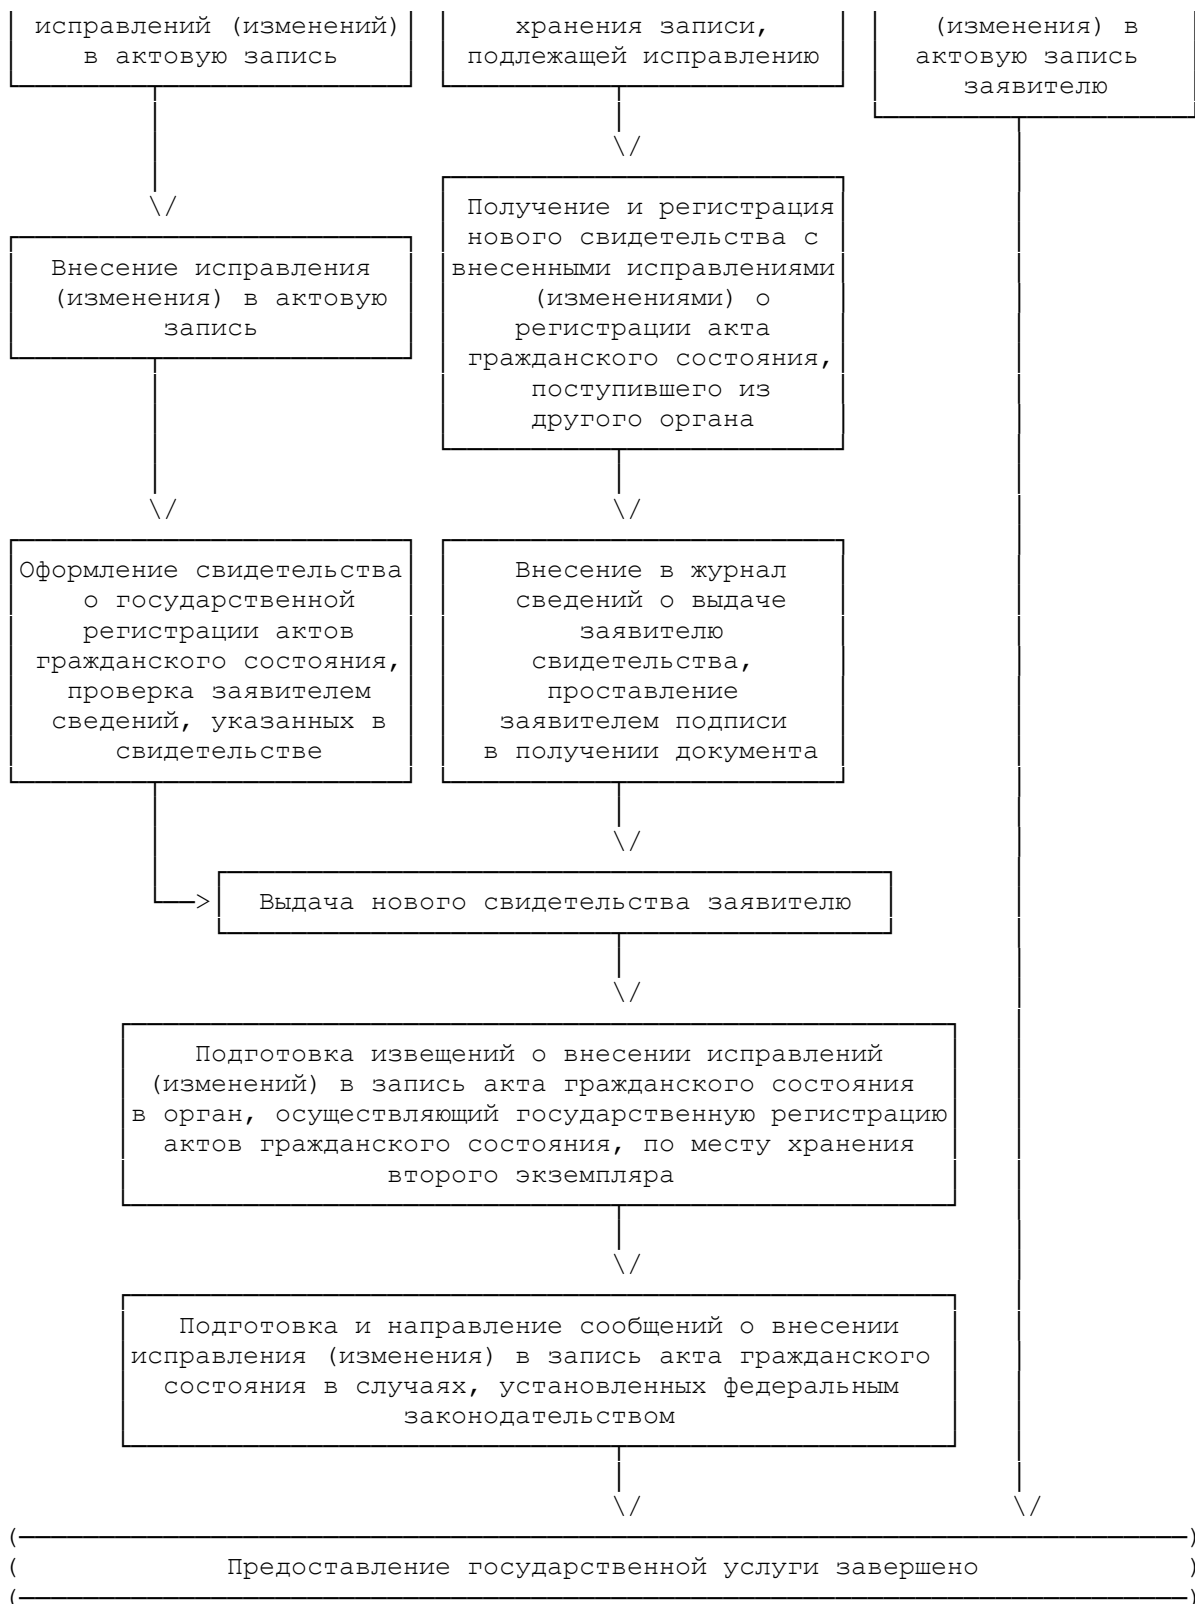 исправлений (изменений)
в актовую запись
хранения записи,
подлежащей исправлению
(изменения) в
актовую запись
заявителю
Получение и регистрация
нового свидетельства с
внесенными исправлениями
(изменениями) о
регистрации акта
гражданского состояния,
поступившего из
другого органа
Внесение исправления
(изменения) в актовую
запись
Оформление свидетельства
о государственной
регистрации актов
гражданского состояния,
проверка заявителем
сведений, указанных в
свидетельстве
Внесение в журнал
сведений о выдаче
заявителю
свидетельства,
проставление
заявителем подписи
в получении документа
Выдача нового свидетельства заявителю
Подготовка извещений о внесении исправлений
(изменений) в запись акта гражданского состояния
в орган, осуществляющий государственную регистрацию
актов гражданского состояния, по месту хранения
второго экземпляра
Подготовка и направление сообщений о внесении
исправления (изменения) в запись акта гражданского
состояния в случаях, установленных федеральным
законодательством
Предоставление государственной услуги завершено